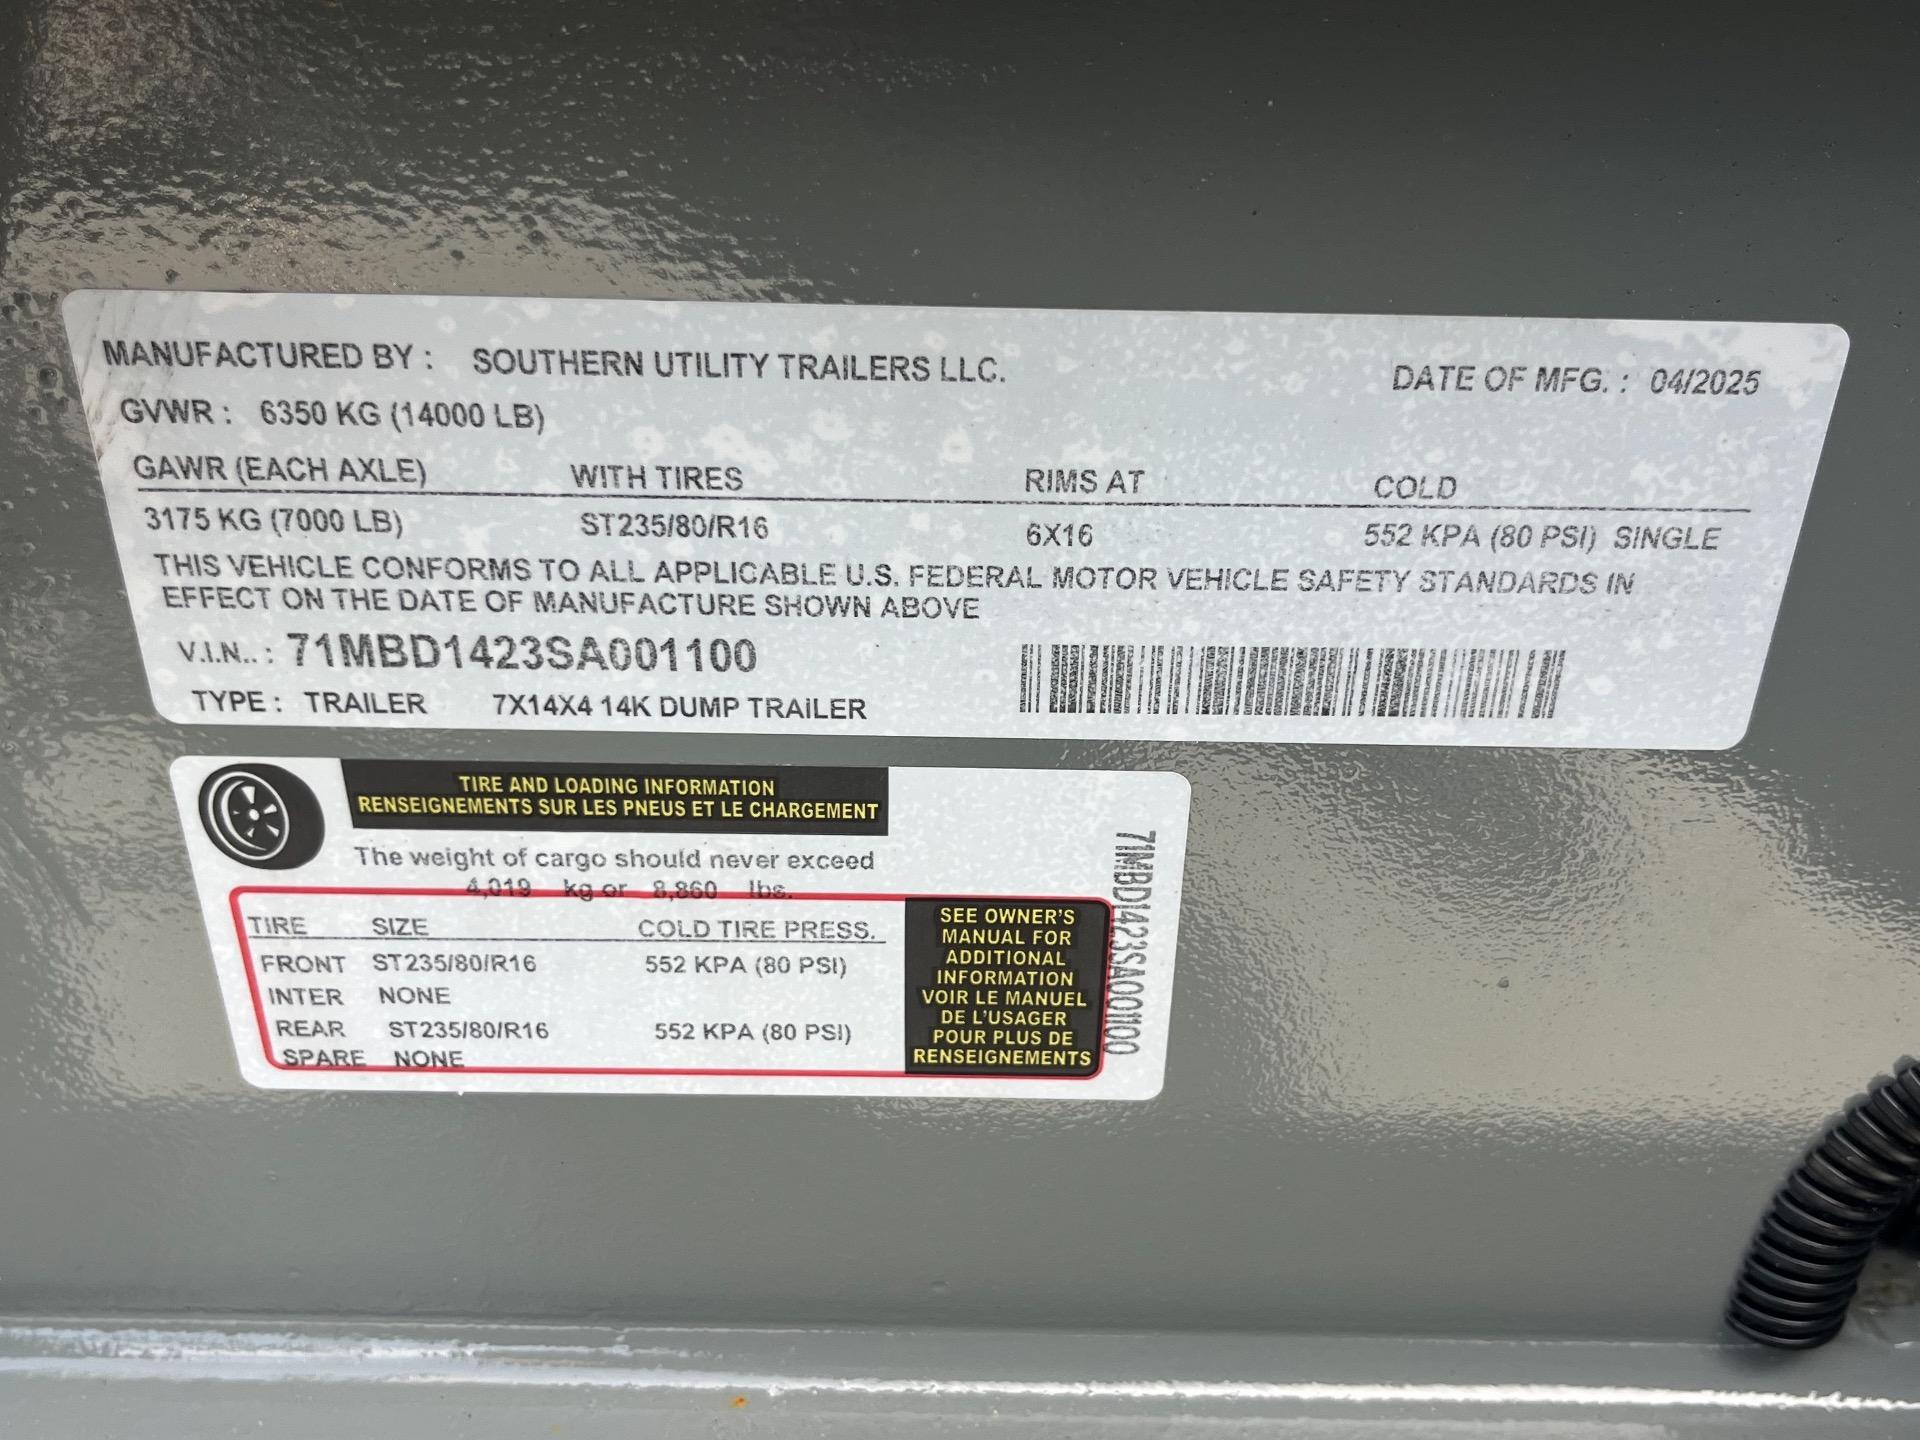 MANUFACTURED BY : SOUTHERN UTILITY TRAILERS LLC. DATE OF MFG. : 04/2025
GVWR : 6350 KG (14000 LB)
GAWR (EACH AXLE) WITH TIRES RIMS AT COLD
3175 KG (7000 LB) ST235/80/R16 6X16 552 KPA (80 PSI) SINGLE
THIS VEHICLE CONFORMS TO ALL APPLICABLE U.S. FEDERAL MOTOR VEHICLE SAFETY STANDARDS IN
EFFECT ON THE DATE OF MANUFACTURE SHOWN ABOVE
V.I.N.. : 71MBD1423SA001100
TYPE : TRAILER 7X14X4 14K DUMP TRAILER
TIRE AND LOADING INFORMATION
RENSEIGNEMENTS SUR LES PNEUS ET LE CHARGEMENT
The weight of cargo should never exceed
4,019 kg or 8,860 lbs.
TIRE SIZE COLD TIRE PRESS.
FRONT ST235/80/R16 552 KPA (80 PSI)
INTER NONE
REAR ST235/80/R16 552 KPA (80 PSI)
SPARE NONE
SEE OWNER'S
MANUAL FOR
ADDITIONAL
INFORMATION
VOIR LE MANUEL
DE L'USAGER
POUR PLUS DE
RENSEIGNEMENTS
71MBD1423SA001100